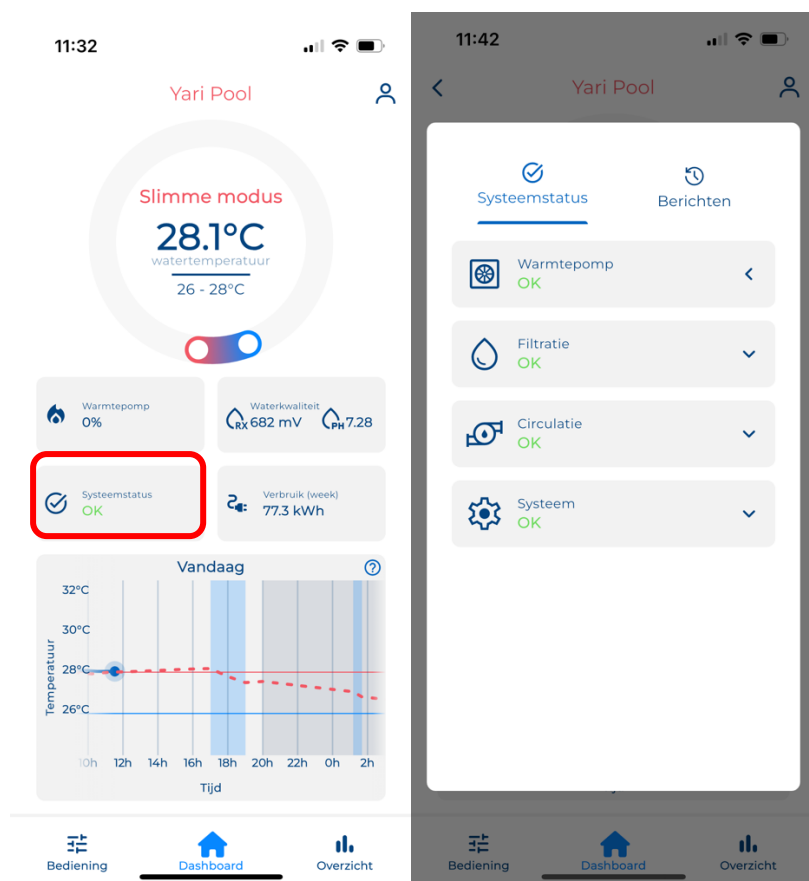 11:32
Yari Pool
Slimme modus
28.1°C
watertemperatuur
26 - 28°C
Warmtepomp
0%
Waterkwaliteit
RX 682 mV PH 7.28
Systeemstatus
OK
Verbruik (week)
77.3 kWh
Vandaag
?
32°C
30°C
28°C
26°C
Temperatuur
10h 12h 14h 16h 18h 20h 22h 0h 2h
Tijd
Bediening Dashboard Overzicht
11:42
Yari Pool
Systeemstatus Berichten
Warmtepomp
OK
Filtratie
OK
Circulatie
OK
Systeem
OK
Bediening Dashboard Overzicht